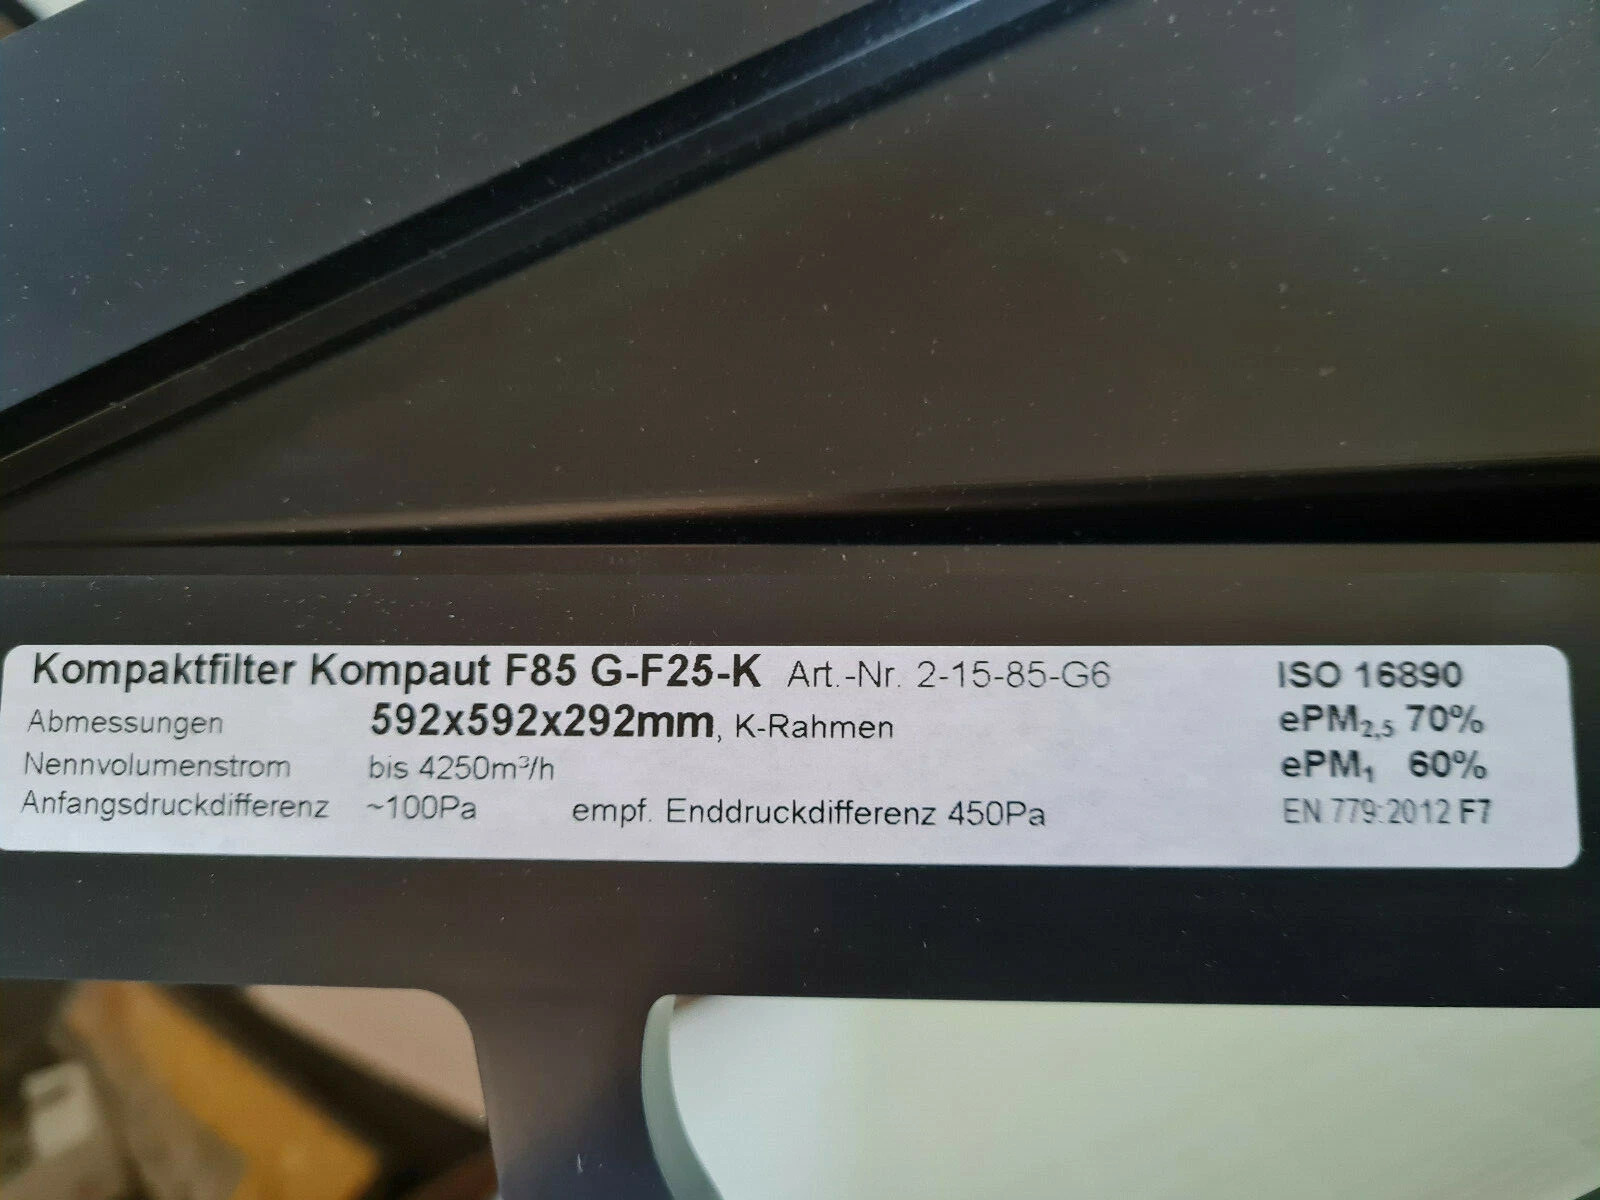 Kompaktfilter Kompaut F85 G-F25-K Art.-Nr. 2-15-85-G6 ISO 16890
Abmessungen 592x592x292mm, K-Rahmen ePM2,5 70%
Nennvolumenstrom bis 4250m³/h ePM1 60%
Anfangsdruckdifferenz ~100Pa empf. Enddruckdifferenz 450Pa EN 779:2012 F7